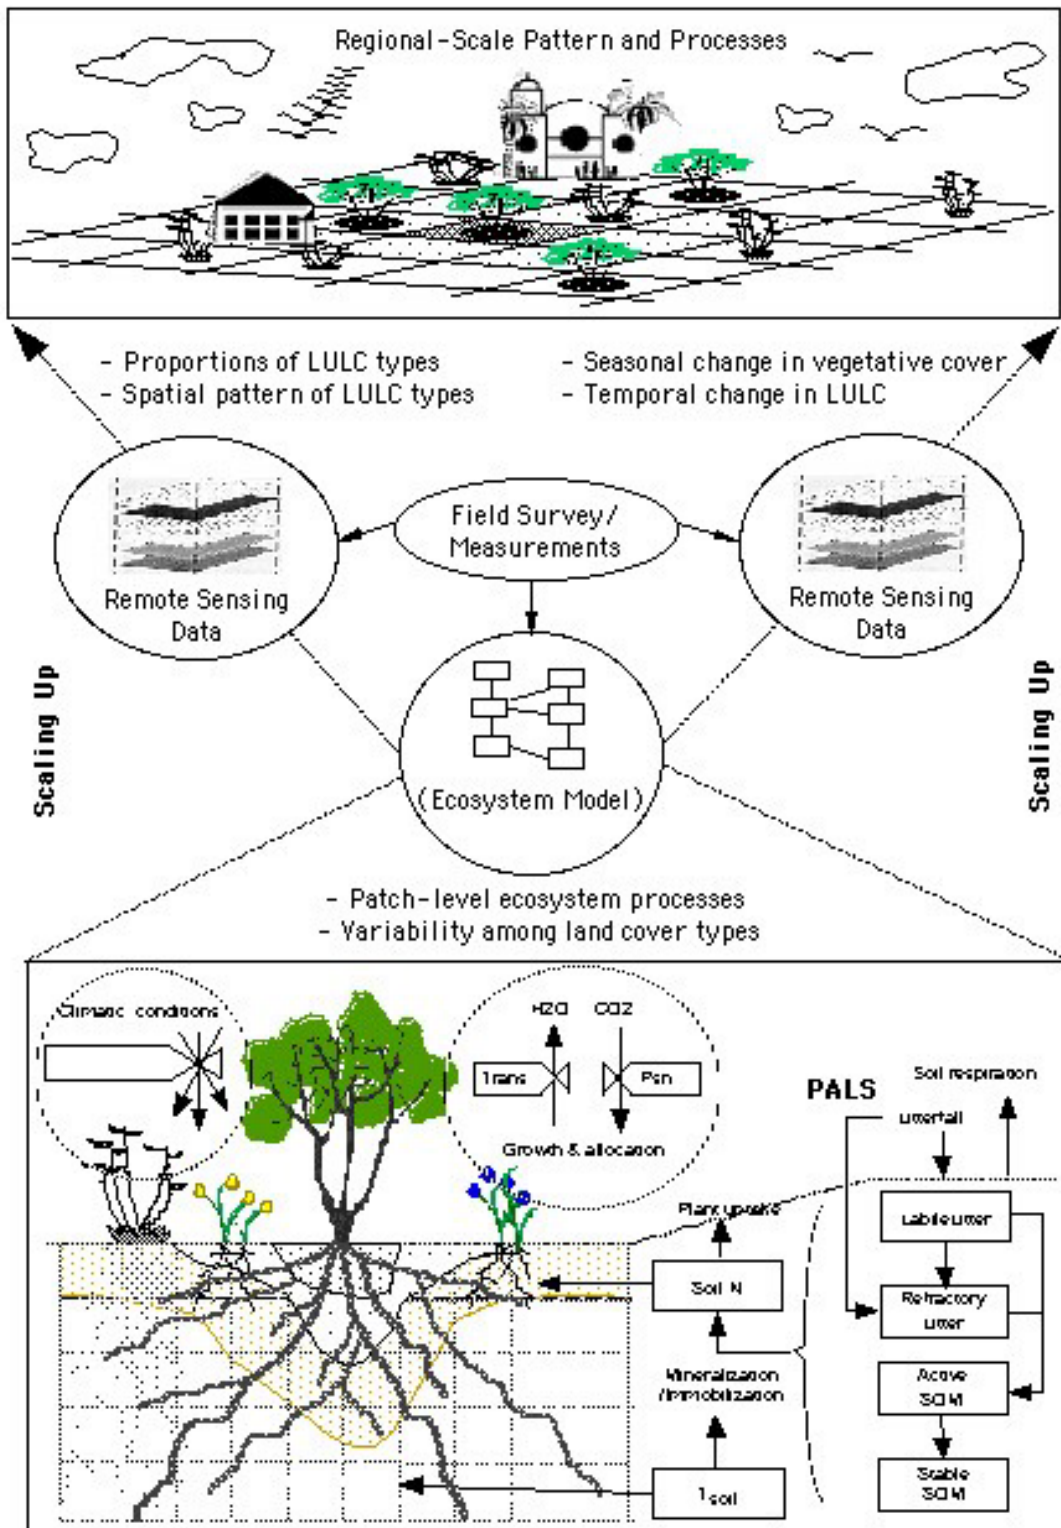 Regional-Scale Pattern and Processes
- Proportions of LULC types
- Spatial pattern of LULC types
- Seasonal change in vegetative cover
- Temporal change in LULC
Field Survey/
Measurements
Remote Sensing
Data
Remote Sensing
Data
Scaling Up
Scaling Up
(Ecosystem Model)
- Patch-level ecosystem processes
- Variability among land cover types
Climatic conditions
H2O
CO2
Trans
Psn
Growth & allocation
PALS
Soil respiration
Litterfall
Plant uptake
Labile Litter
Soil N
Refractory
Litter
Mineralization
/Immobilization
Active
SOM
Stable
SOM
Tsoil